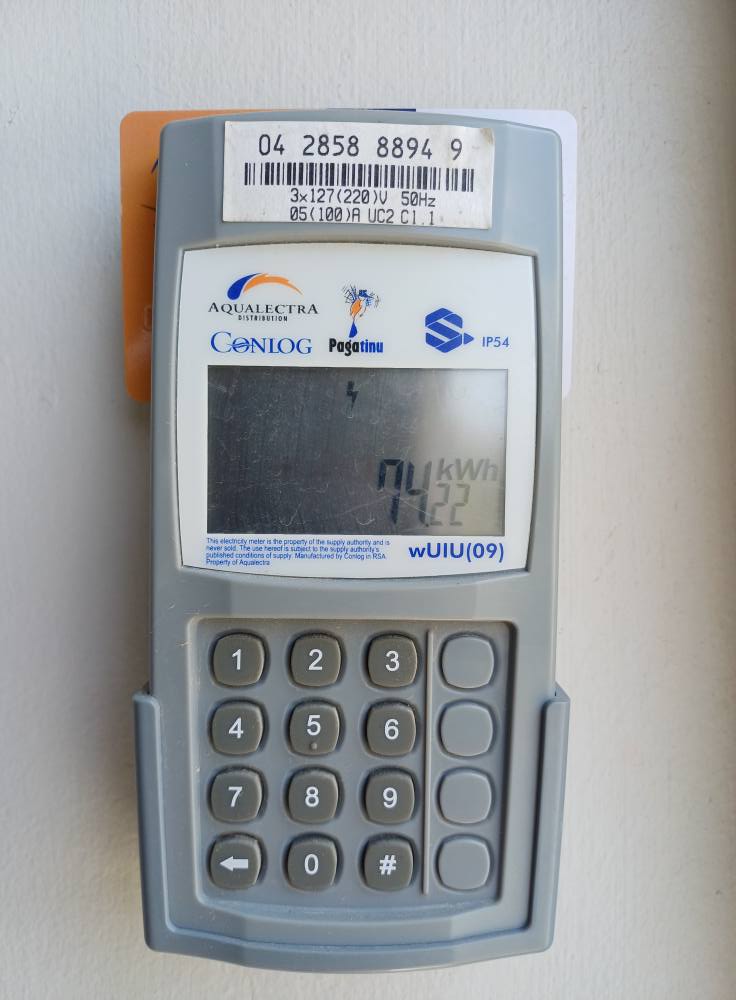 04 2858 8894 9
3x127(220)V 50Hz
05(100)A UC2 Cl.1
AQUALECTRA
DISTRIBUTION
CONLOG
Pagatinu
S
IP54
kWh
7422
This electricity meter is the property of the supply authority and is
never sold. The use hereof is subject to the supply authority's
published conditions of supply. Manufactured by Conlog in RSA
Property of Aqualectra
wUIU(09)
1 2 3
4 5 6
7 8 9
0 #